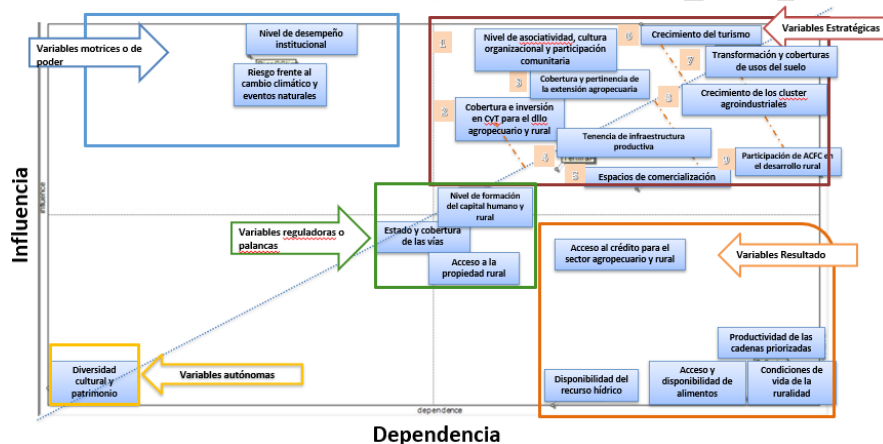 Variables motrices o de
poder
Nivel de desempeño
institucional
Riesgo frente al
cambio climático y
eventos naturales
1
Nivel de asociatividad, cultura
organizacional y participación
comunitaria
6
Crecimiento del turismo
Variables Estratégicas
7
Transformación y coberturas
de usos del suelo
3
Cobertura y pertinencia de
la extensión agropecuaria
Crecimiento de los cluster
agroindustriales
2
Cobertura e inversión
en CyT para el dllo
agropecuario y rural
4
Tenencia de infraestructura
productiva
9
Participación de ACFC en
el desarrollo rural
Espacios de comercialización
Influencia
influence
Variables reguladoras o
palancas
Nivel de formación
del capital humano y
rural
Estado y cobertura
de las vías
Acceso a la
propiedad rural
Acceso al crédito para el
sector agropecuario y rural
Variables Resultado
Productividad de las
cadenas priorizadas
Diversidad
cultural y
patrimonio
Variables autónomas
Disponibilidad del
recurso hídrico
Acceso y
disponibilidad de
alimentos
Condiciones de
vida de la
ruralidad
dependence
Dependencia